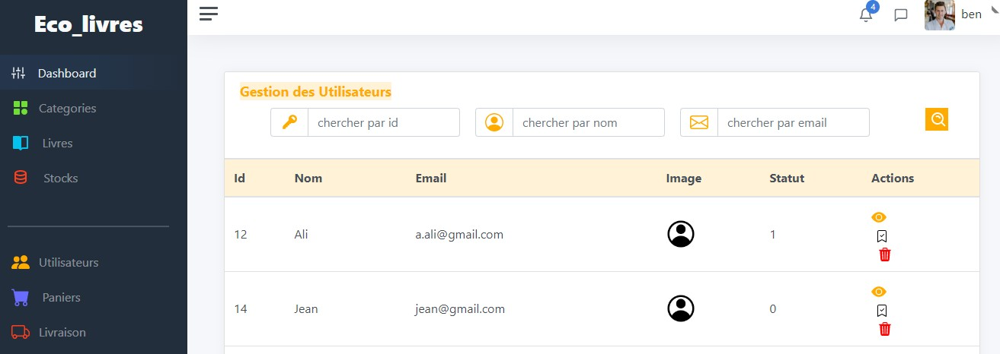 Eco_livres
4
ben
Dashboard
Categories
Livres
Stocks
Utilisateurs
Paniers
Livraison
Gestion des Utilisateurs
chercher par id
chercher par nom
chercher par email
Id Nom Email Image Statut Actions
12 Ali a.ali@gmail.com 1
14 Jean jean@gmail.com 0